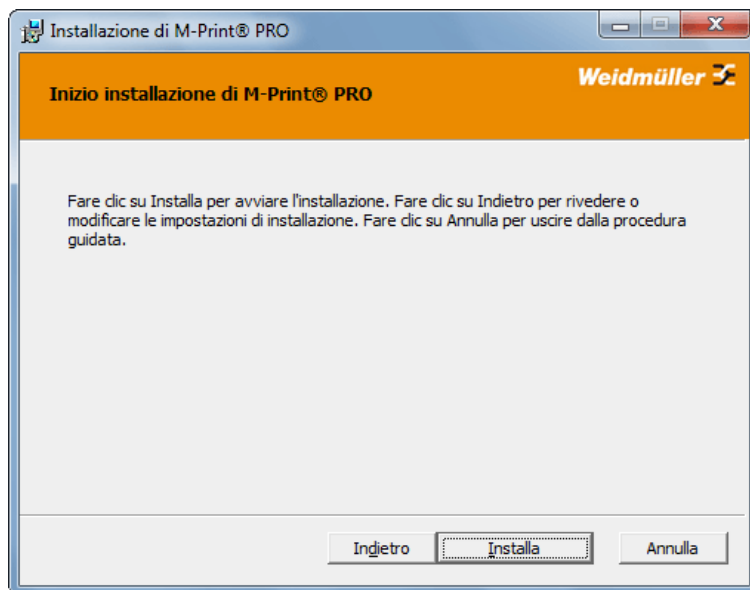 Installazione di M-Print® PRO
Weidmüller
Inizio installazione di M-Print® PRO
Fare clic su Installa per avviare l'installazione. Fare clic su Indietro per rivedere o
modificare le impostazioni di installazione. Fare clic su Annulla per uscire dalla procedura
guidata.
Indietro
Installa
Annulla